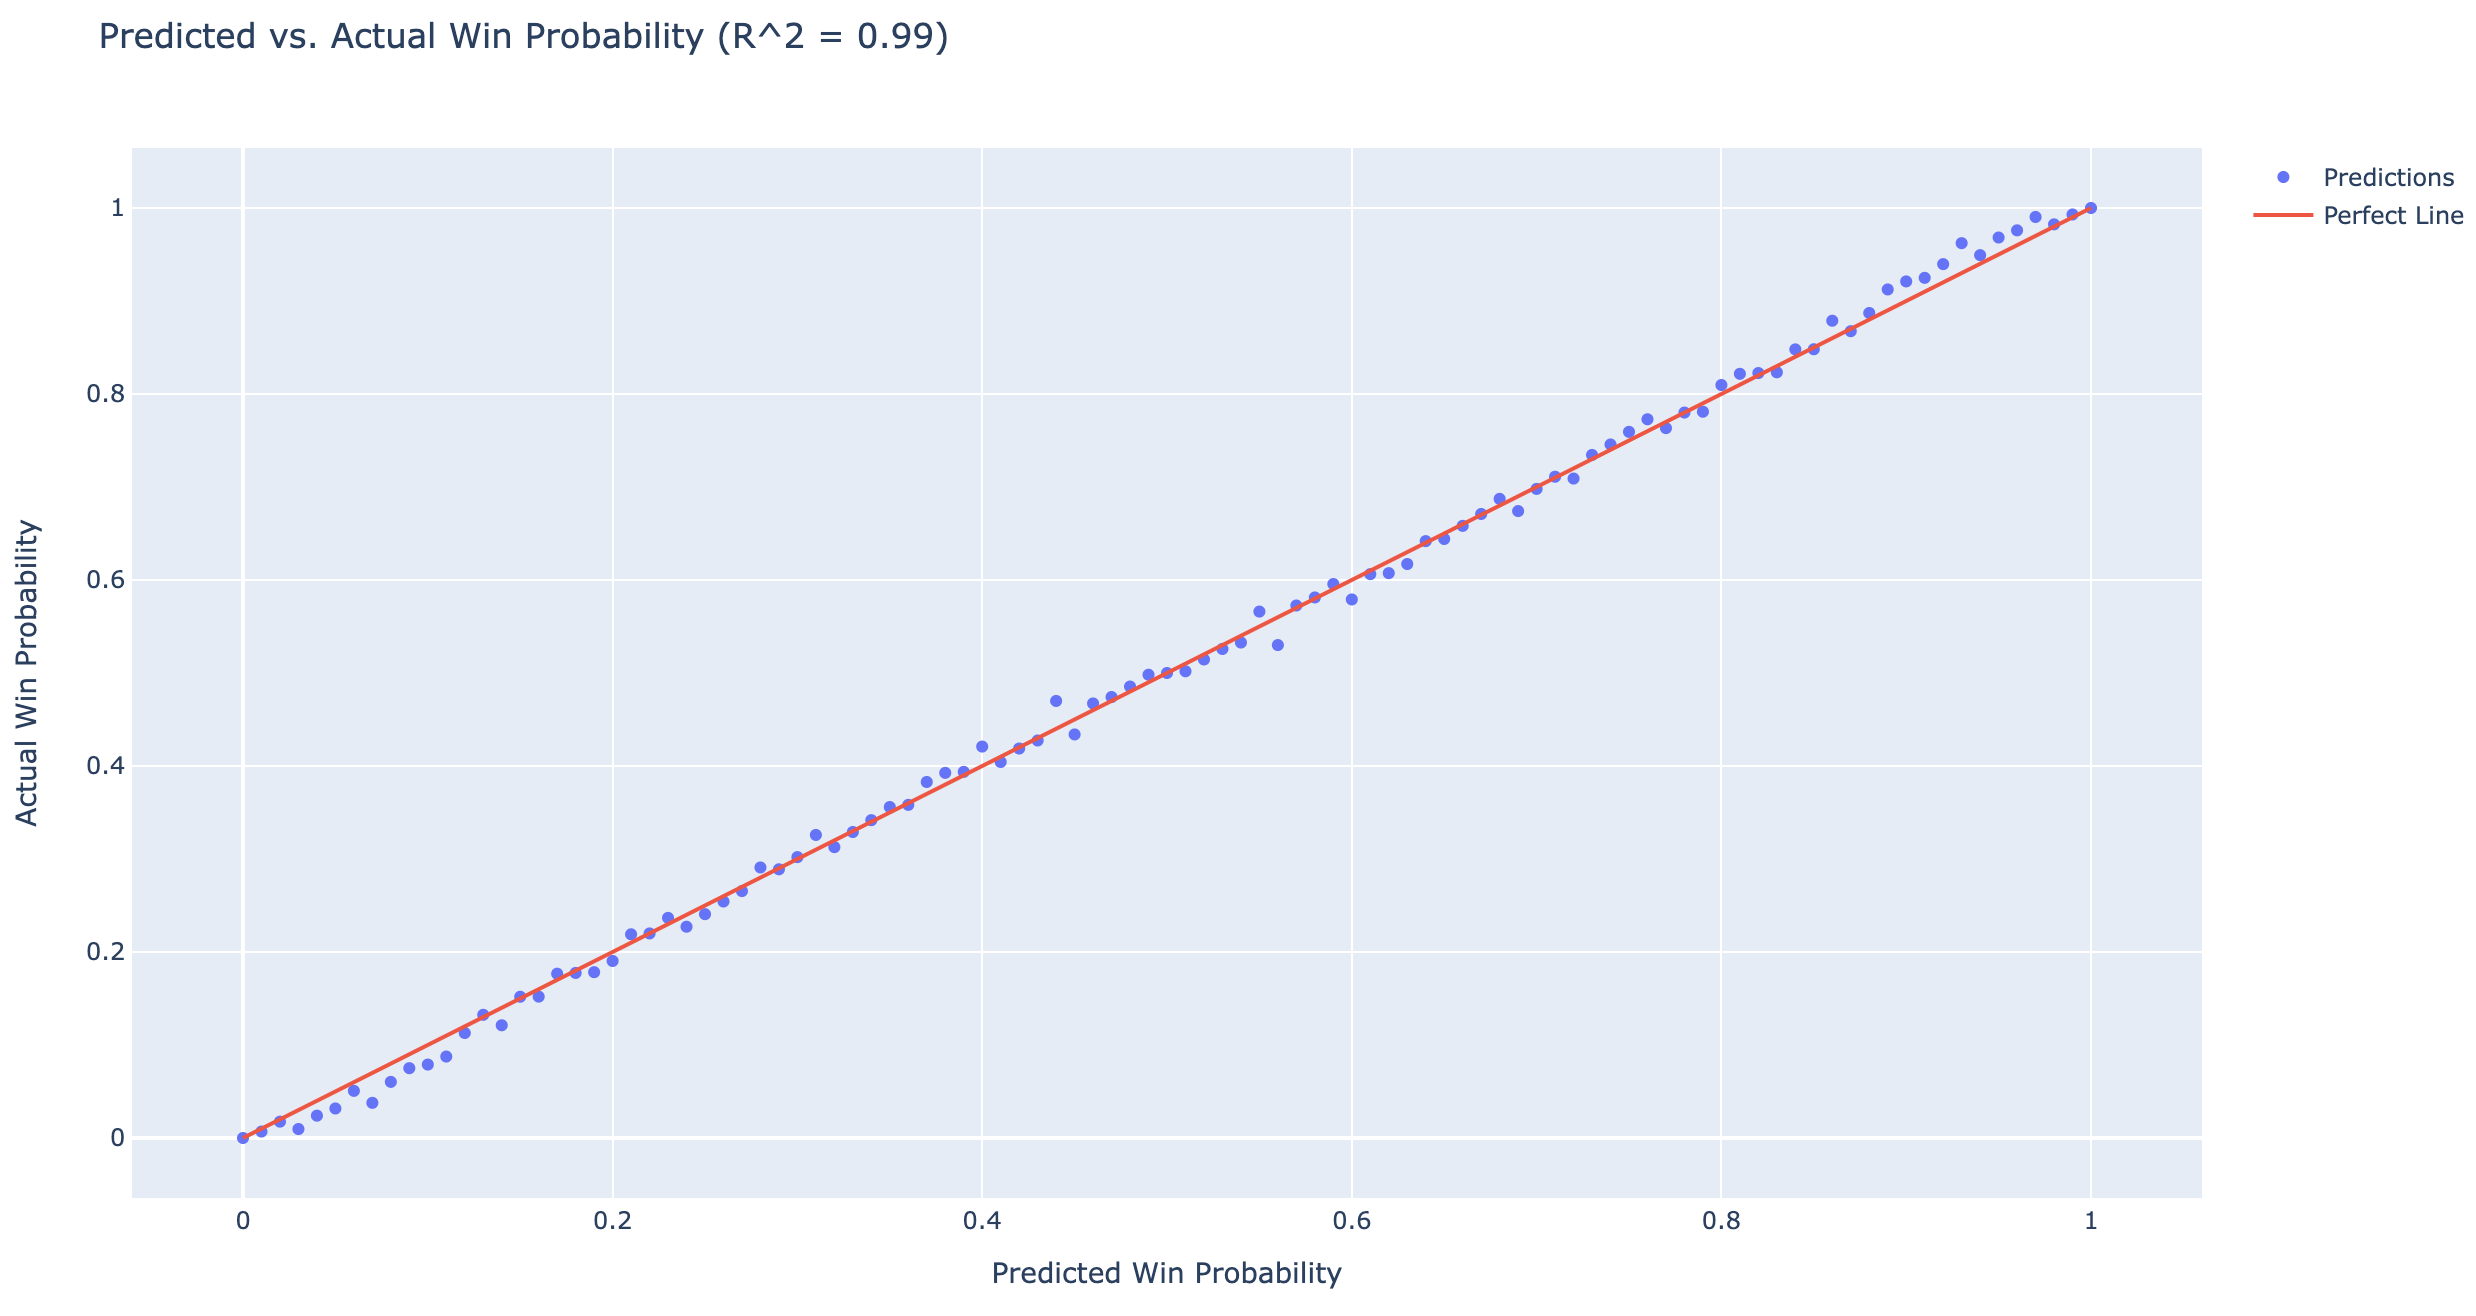 Predicted vs. Actual Win Probability (R^2 = 0.99)
Predictions
Perfect Line
Actual Win Probability
1
0.8
0.6
0.4
0.2
0
0 0.2 0.4 0.6 0.8 1
Predicted Win Probability